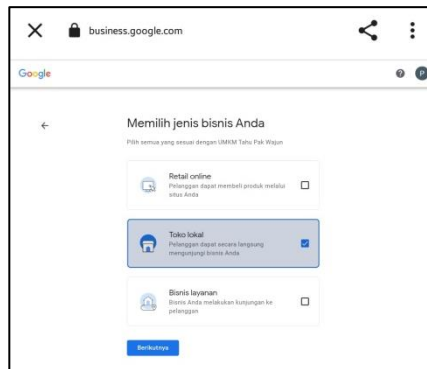 business.google.com
Google
P
Memilih jenis bisnis Anda
Pilih semua yang sesuai dengan UMKM Tahu Pak Wajun
Retail online
Pelanggan dapat membeli produk melalui
situs Anda
Toko lokal
Pelanggan dapat secara langsung
mengunjungi bisnis Anda
Bisnis layanan
Bisnis Anda melakukan kunjungan ke
pelanggan
Berikutnya